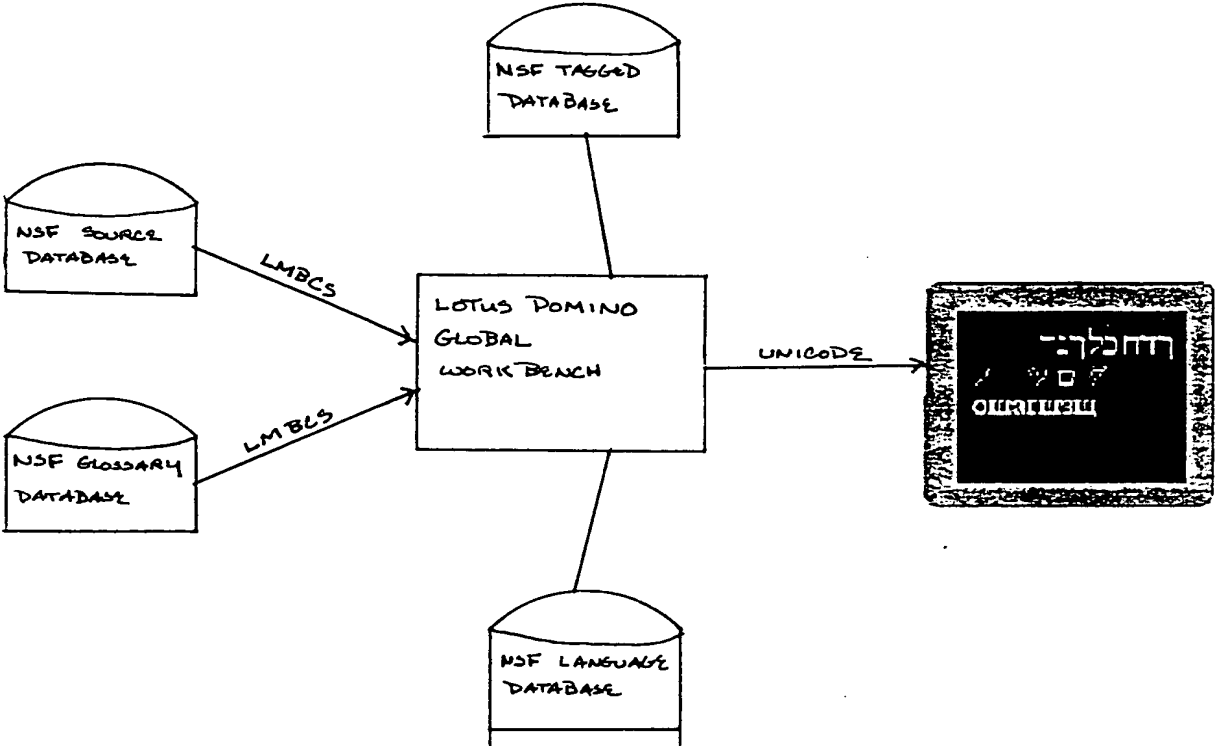 NSF TAGGED
DATABASE
NSF SOURCE
DATABASE
LMBCS
LOTUS DOMINO
GLOBAL
WORKBENCH
UNICODE
LMBCS
NSF GLOSSARY
DATABASE
NSF LANGUAGE
DATABASE